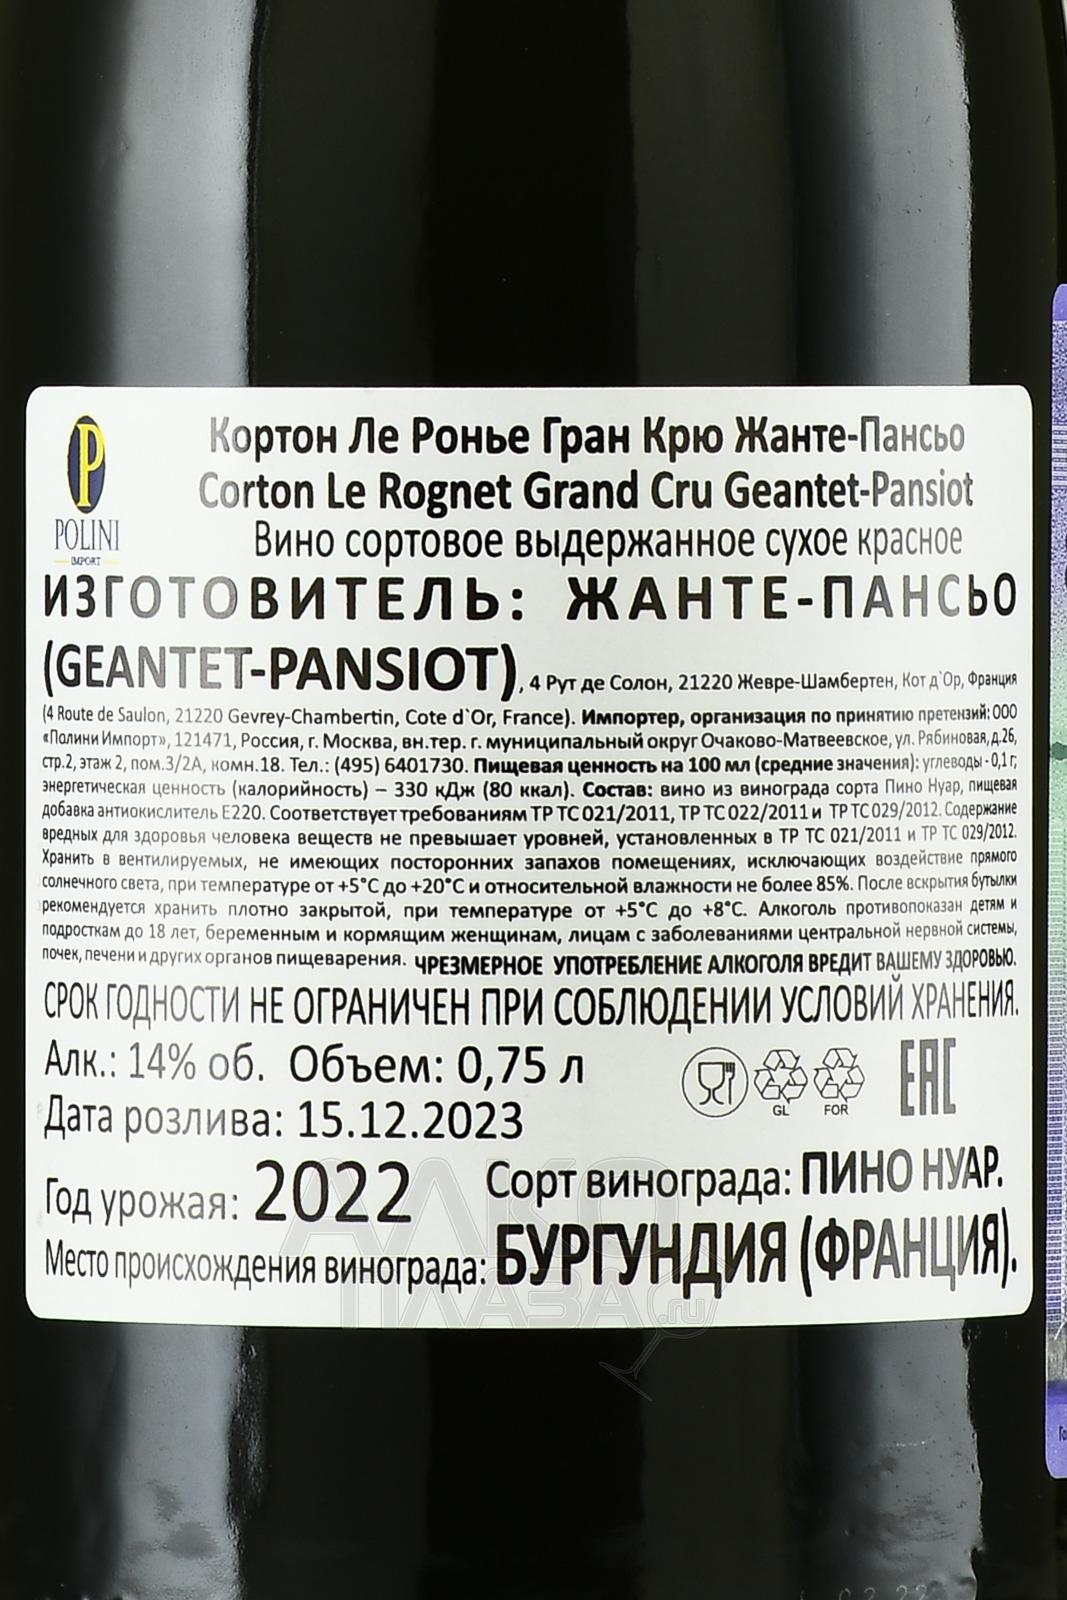 Кортон Ле Ронье Гран Крю Жанте-Пансьо
Corton Le Rognet Grand Cru Geantet-Pansiot
Вино сортовое выдержанное сухое красное
P
POLINI
IMPORT
ИЗГОТОВИТЕЛЬ: ЖАНТЕ-ПАНСЬО
(GEANTET-PANSIOT), 4 Рут де Солон, 21220 Жевре-Шамбертен, Кот д`Ор, Франция
(4 Route de Saulon, 21220 Gevrey-Chambertin, Cote d`Or, France). Импортер, организация по принятию претензий: ООО
«Полини Импорт», 121471, Россия, г. Москва, вн.тер. г. муниципальный округ Очаково-Матвеевское, ул. Рябиновая, д.26,
стр.2, этаж 2, пом.3/2А, комн.18. Тел.: (495) 6401730. Пищевая ценность на 100 мл (средние значения): углеводы - 0,1 г;
энергетическая ценность (калорийность) – 330 кДж (80 ккал). Состав: вино из винограда сорта Пино Нуар, пищевая
добавка антиокислитель Е220. Соответствует требованиям ТР ТС 021/2011, ТР ТС 022/2011 и ТР ТС 029/2012. Содержание
вредных для здоровья человека веществ не превышает уровней, установленных в ТР ТС 021/2011 и ТР ТС 029/2012.
Хранить в вентилируемых, не имеющих посторонних запахов помещениях, исключающих воздействие прямого
солнечного света, при температуре от +5°С до +20°С и относительной влажности не более 85%. После вскрытия бутылки
рекомендуется хранить плотно закрытой, при температуре от +5°С до +8°С. Алкоголь противопоказан детям и
подросткам до 18 лет, беременным и кормящим женщинам, лицам с заболеваниями центральной нервной системы,
почек, печени и других органов пищеварения. ЧРЕЗМЕРНОЕ УПОТРЕБЛЕНИЕ АЛКОГОЛЯ ВРЕДИТ ВАШЕМУ ЗДОРОВЬЮ.
СРОК ГОДНОСТИ НЕ ОГРАНИЧЕН ПРИ СОБЛЮДЕНИИ УСЛОВИЙ ХРАНЕНИЯ.
Алк.: 14% об. Объем: 0,75 л
GL FOR EAC
Дата розлива: 15.12.2023
Год урожая: 2022 Сорт винограда: ПИНО НУАР.
Место происхождения винограда: БУРГУНДИЯ (ФРАНЦИЯ).
АЛКО
ПЛАЗА.ru